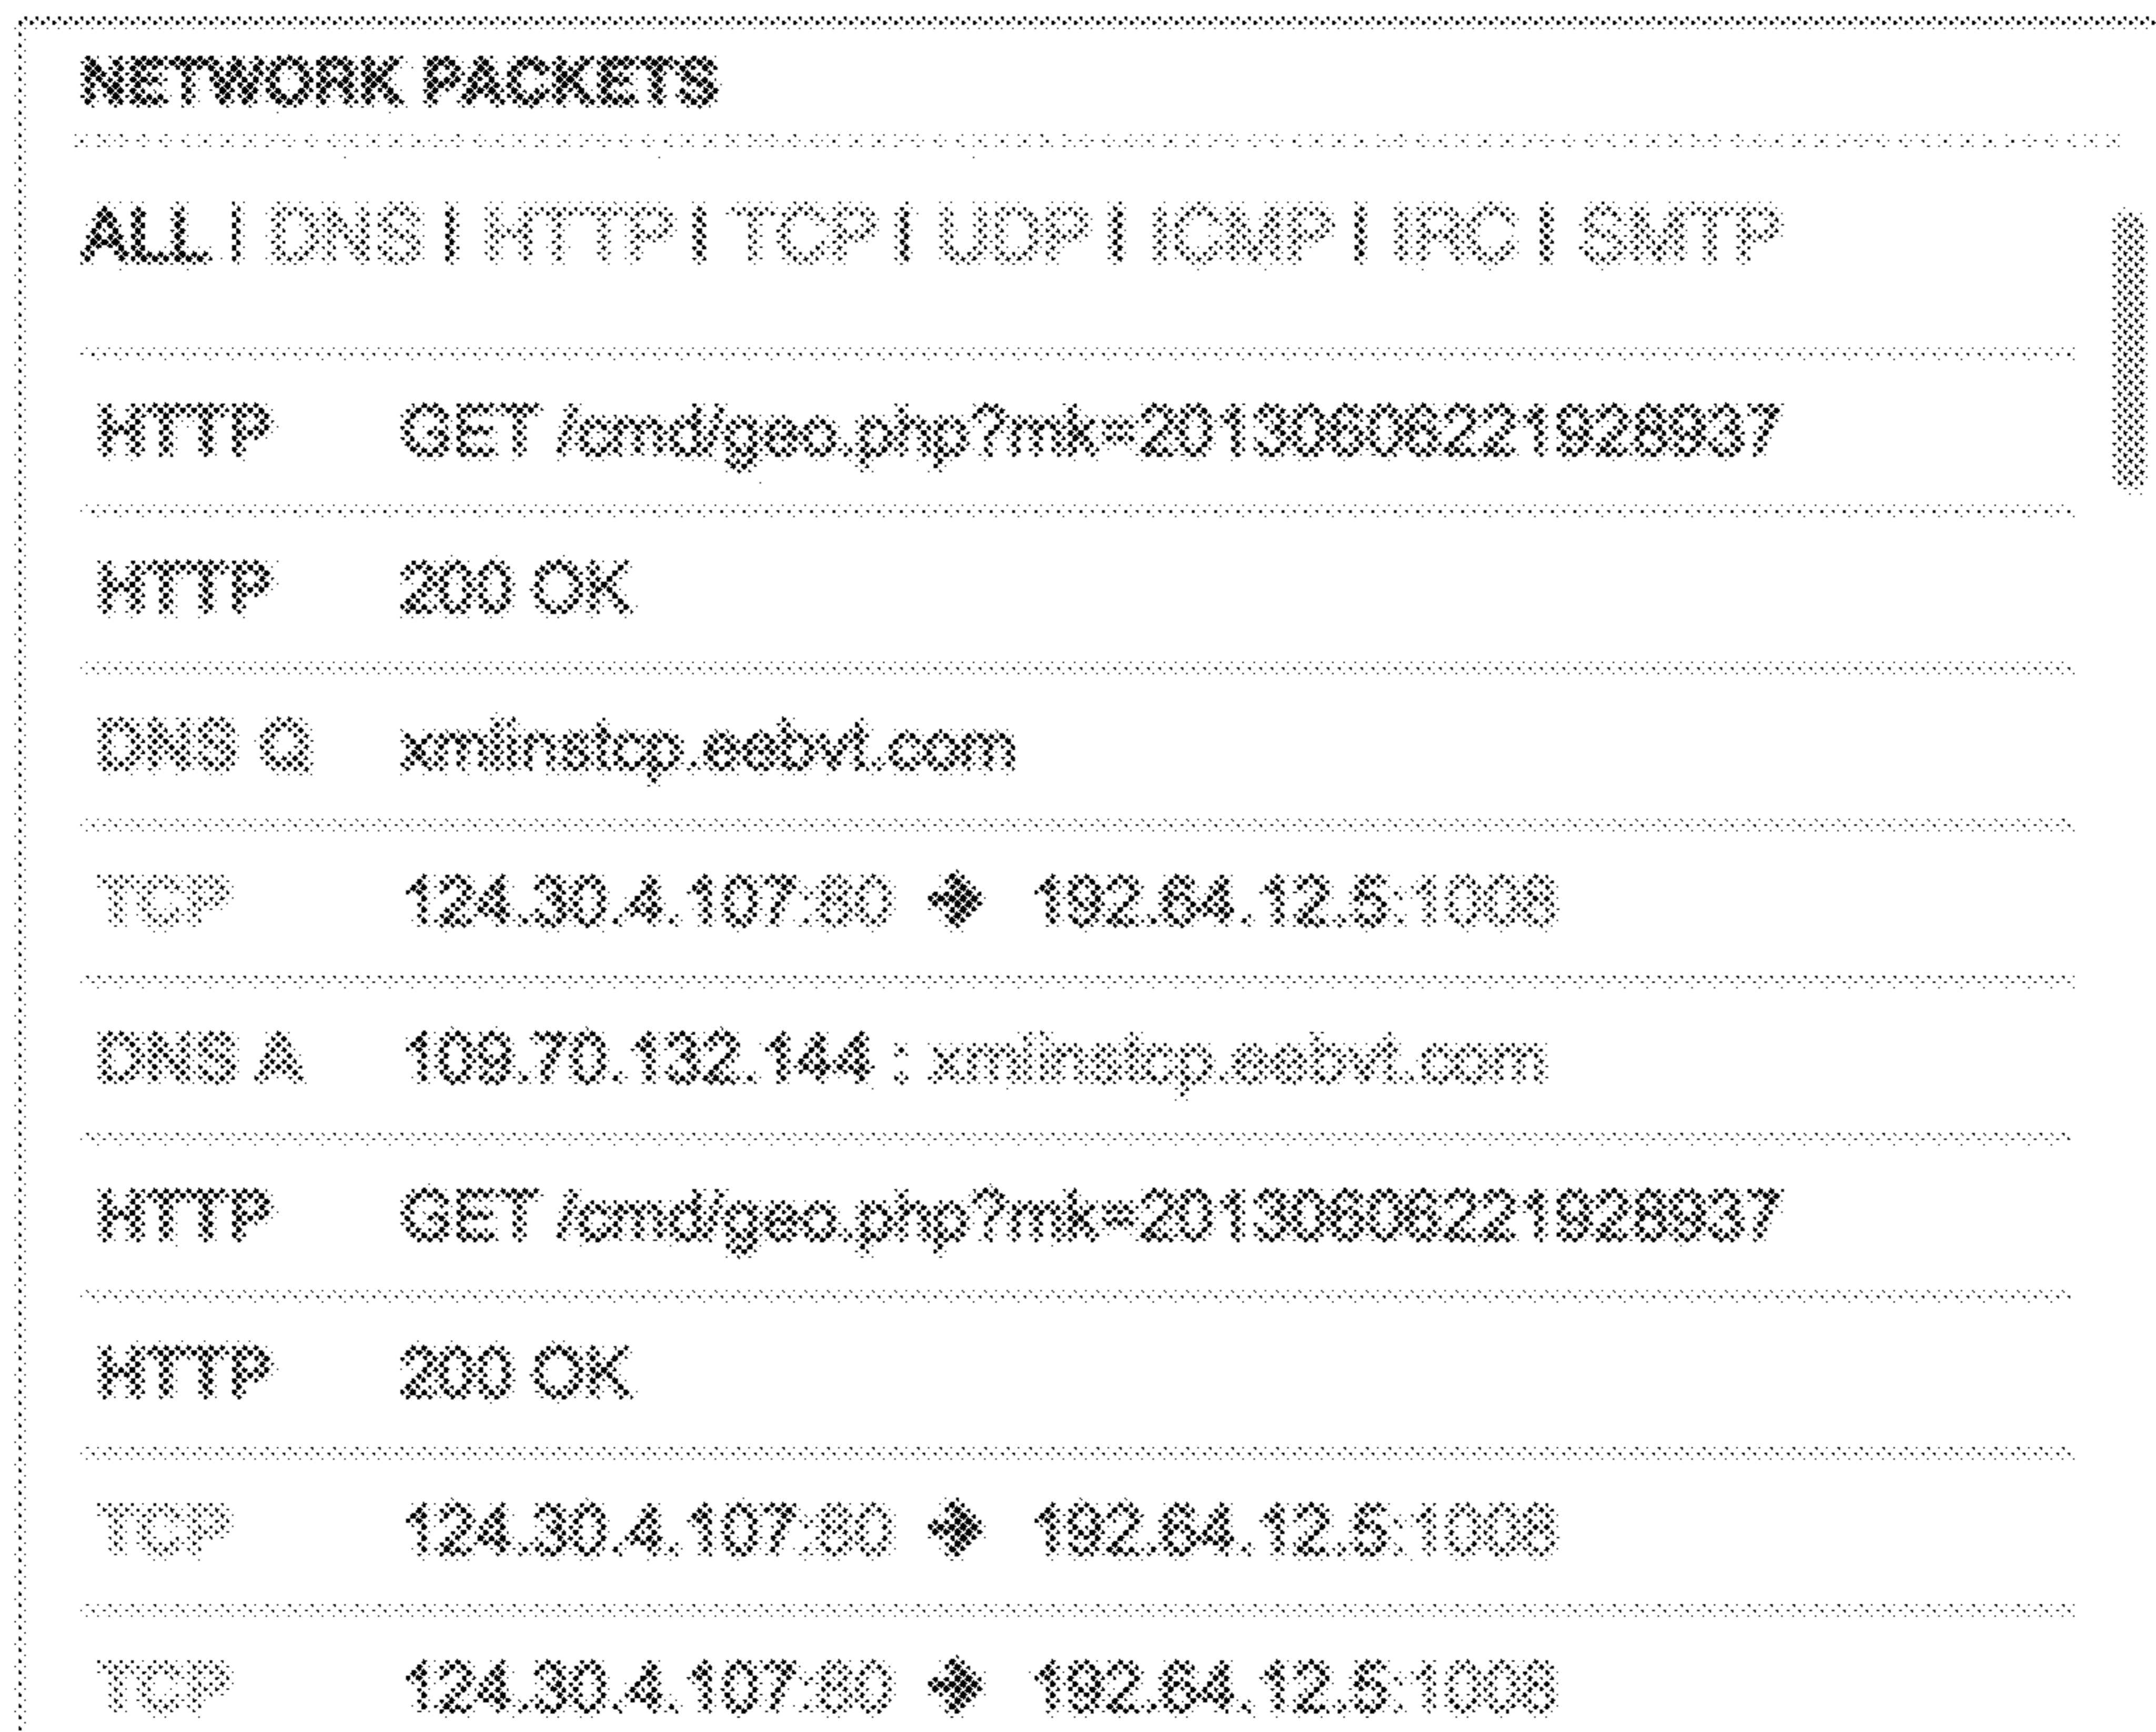 NETWORK PACKETS
ALL | DNS | HTTP | TCP | UDP | ICMP | IRC | SMTP
HTTP GET /cmd/geo.php?mk=20130606221928937
HTTP 200 OK
DNS Q xmlinstcp.eebvt.com
TCP 124.30.4.107:80 ➔ 192.64.12.5:1008
DNS A 109.70.132.144 : xmlinstcp.eebvt.com
HTTP GET /cmd/geo.php?mk=20130606221928937
HTTP 200 OK
TCP 124.30.4.107:80 ➔ 192.64.12.5:1008
TCP 124.30.4.107:80 ➔ 192.64.12.5:1008